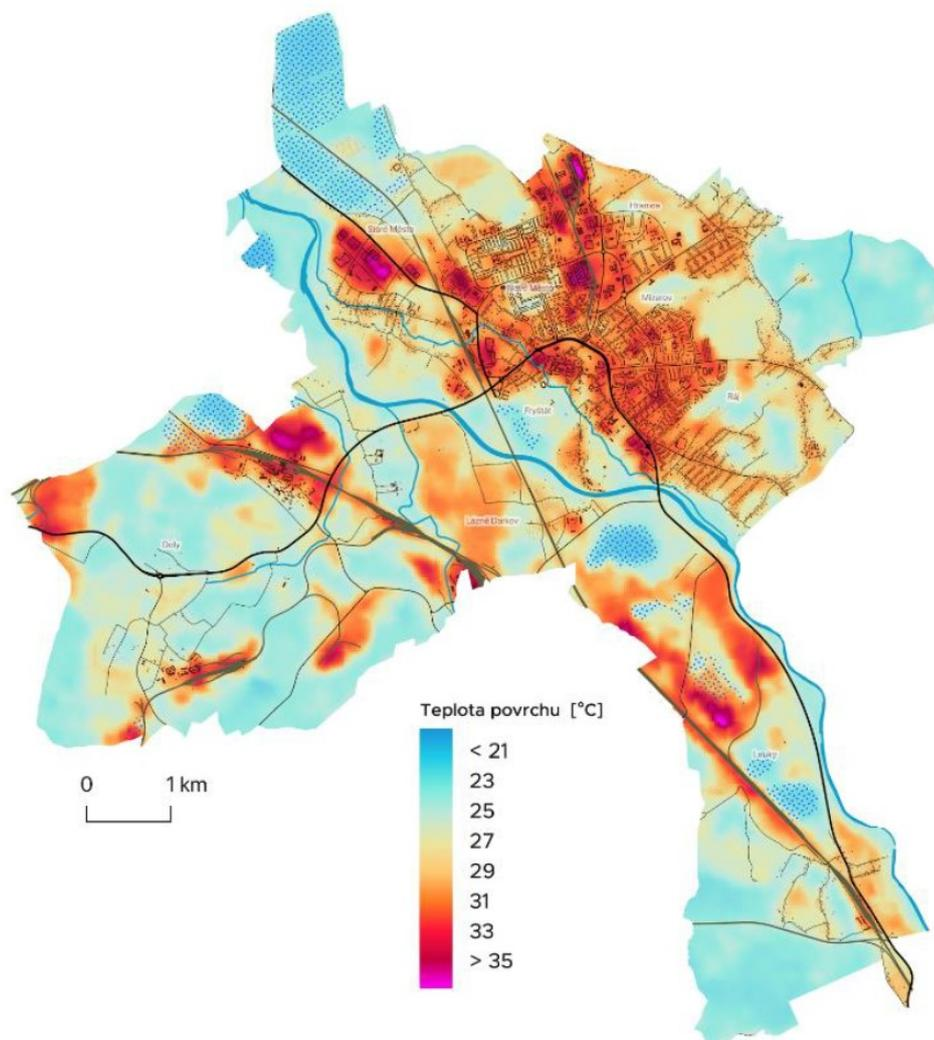 Staré Město
Hranice
Nové Město
Mizerov
Ráj
Fryštát
Lázně Darkov
Doly
Louky
Teplota povrchu [°C]
< 21
23
25
27
29
31
33
> 35
0 1 km